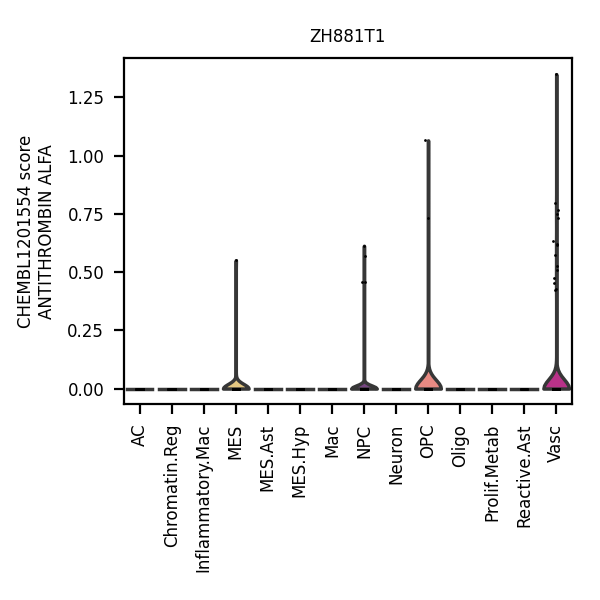 ZH881T1
CHEMBL1201554 score
ANTITHROMBIN ALFA
1.25
1.00
0.75
0.50
0.25
0.00
AC
Chromatin.Reg
Inflammatory.Mac
MES
MES.Ast
MES.Hyp
Mac
NPC
Neuron
OPC
Oligo
Prolif.Metab
Reactive.Ast
Vasc